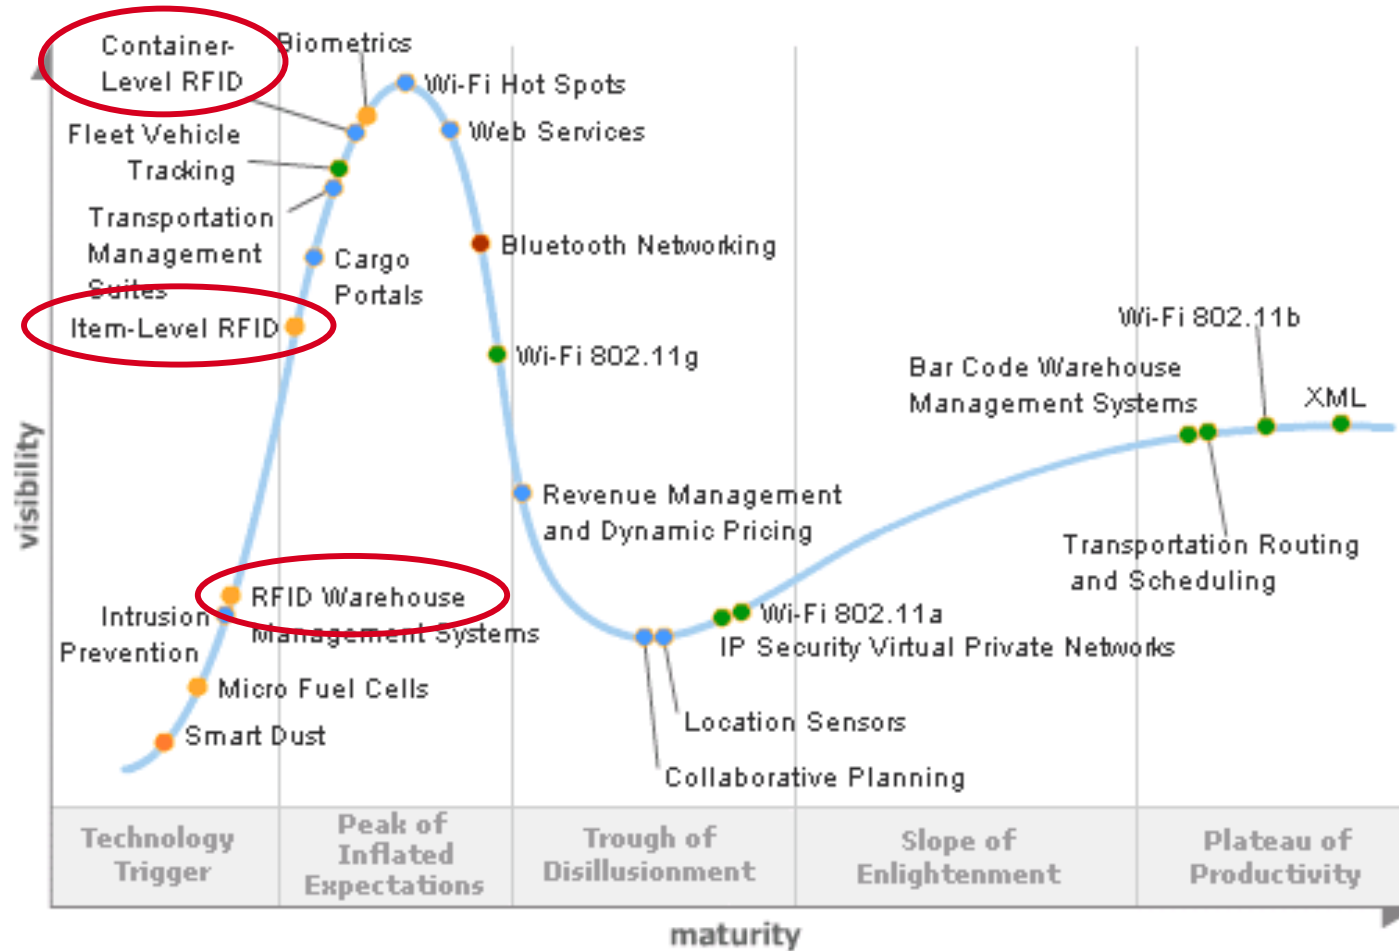 Container-
Level RFID
Biometrics
Wi-Fi Hot Spots
Fleet Vehicle
Tracking
Web Services
Transportation
Management
Suites
Cargo
Portals
Bluetooth Networking
Item-Level RFID
Wi-Fi 802.11g
Wi-Fi 802.11b
Bar Code Warehouse
Management Systems
XML
visibility
Revenue Management
and Dynamic Pricing
Transportation Routing
and Scheduling
RFID Warehouse
Management Systems
Intrusion
Prevention
Wi-Fi 802.11a
IP Security Virtual Private Networks
Micro Fuel Cells
Smart Dust
Location Sensors
Collaborative Planning
Technology
Trigger
Peak of
Inflated
Expectations
Trough of
Disillusionment
Slope of
Enlightenment
Plateau of
Productivity
maturity